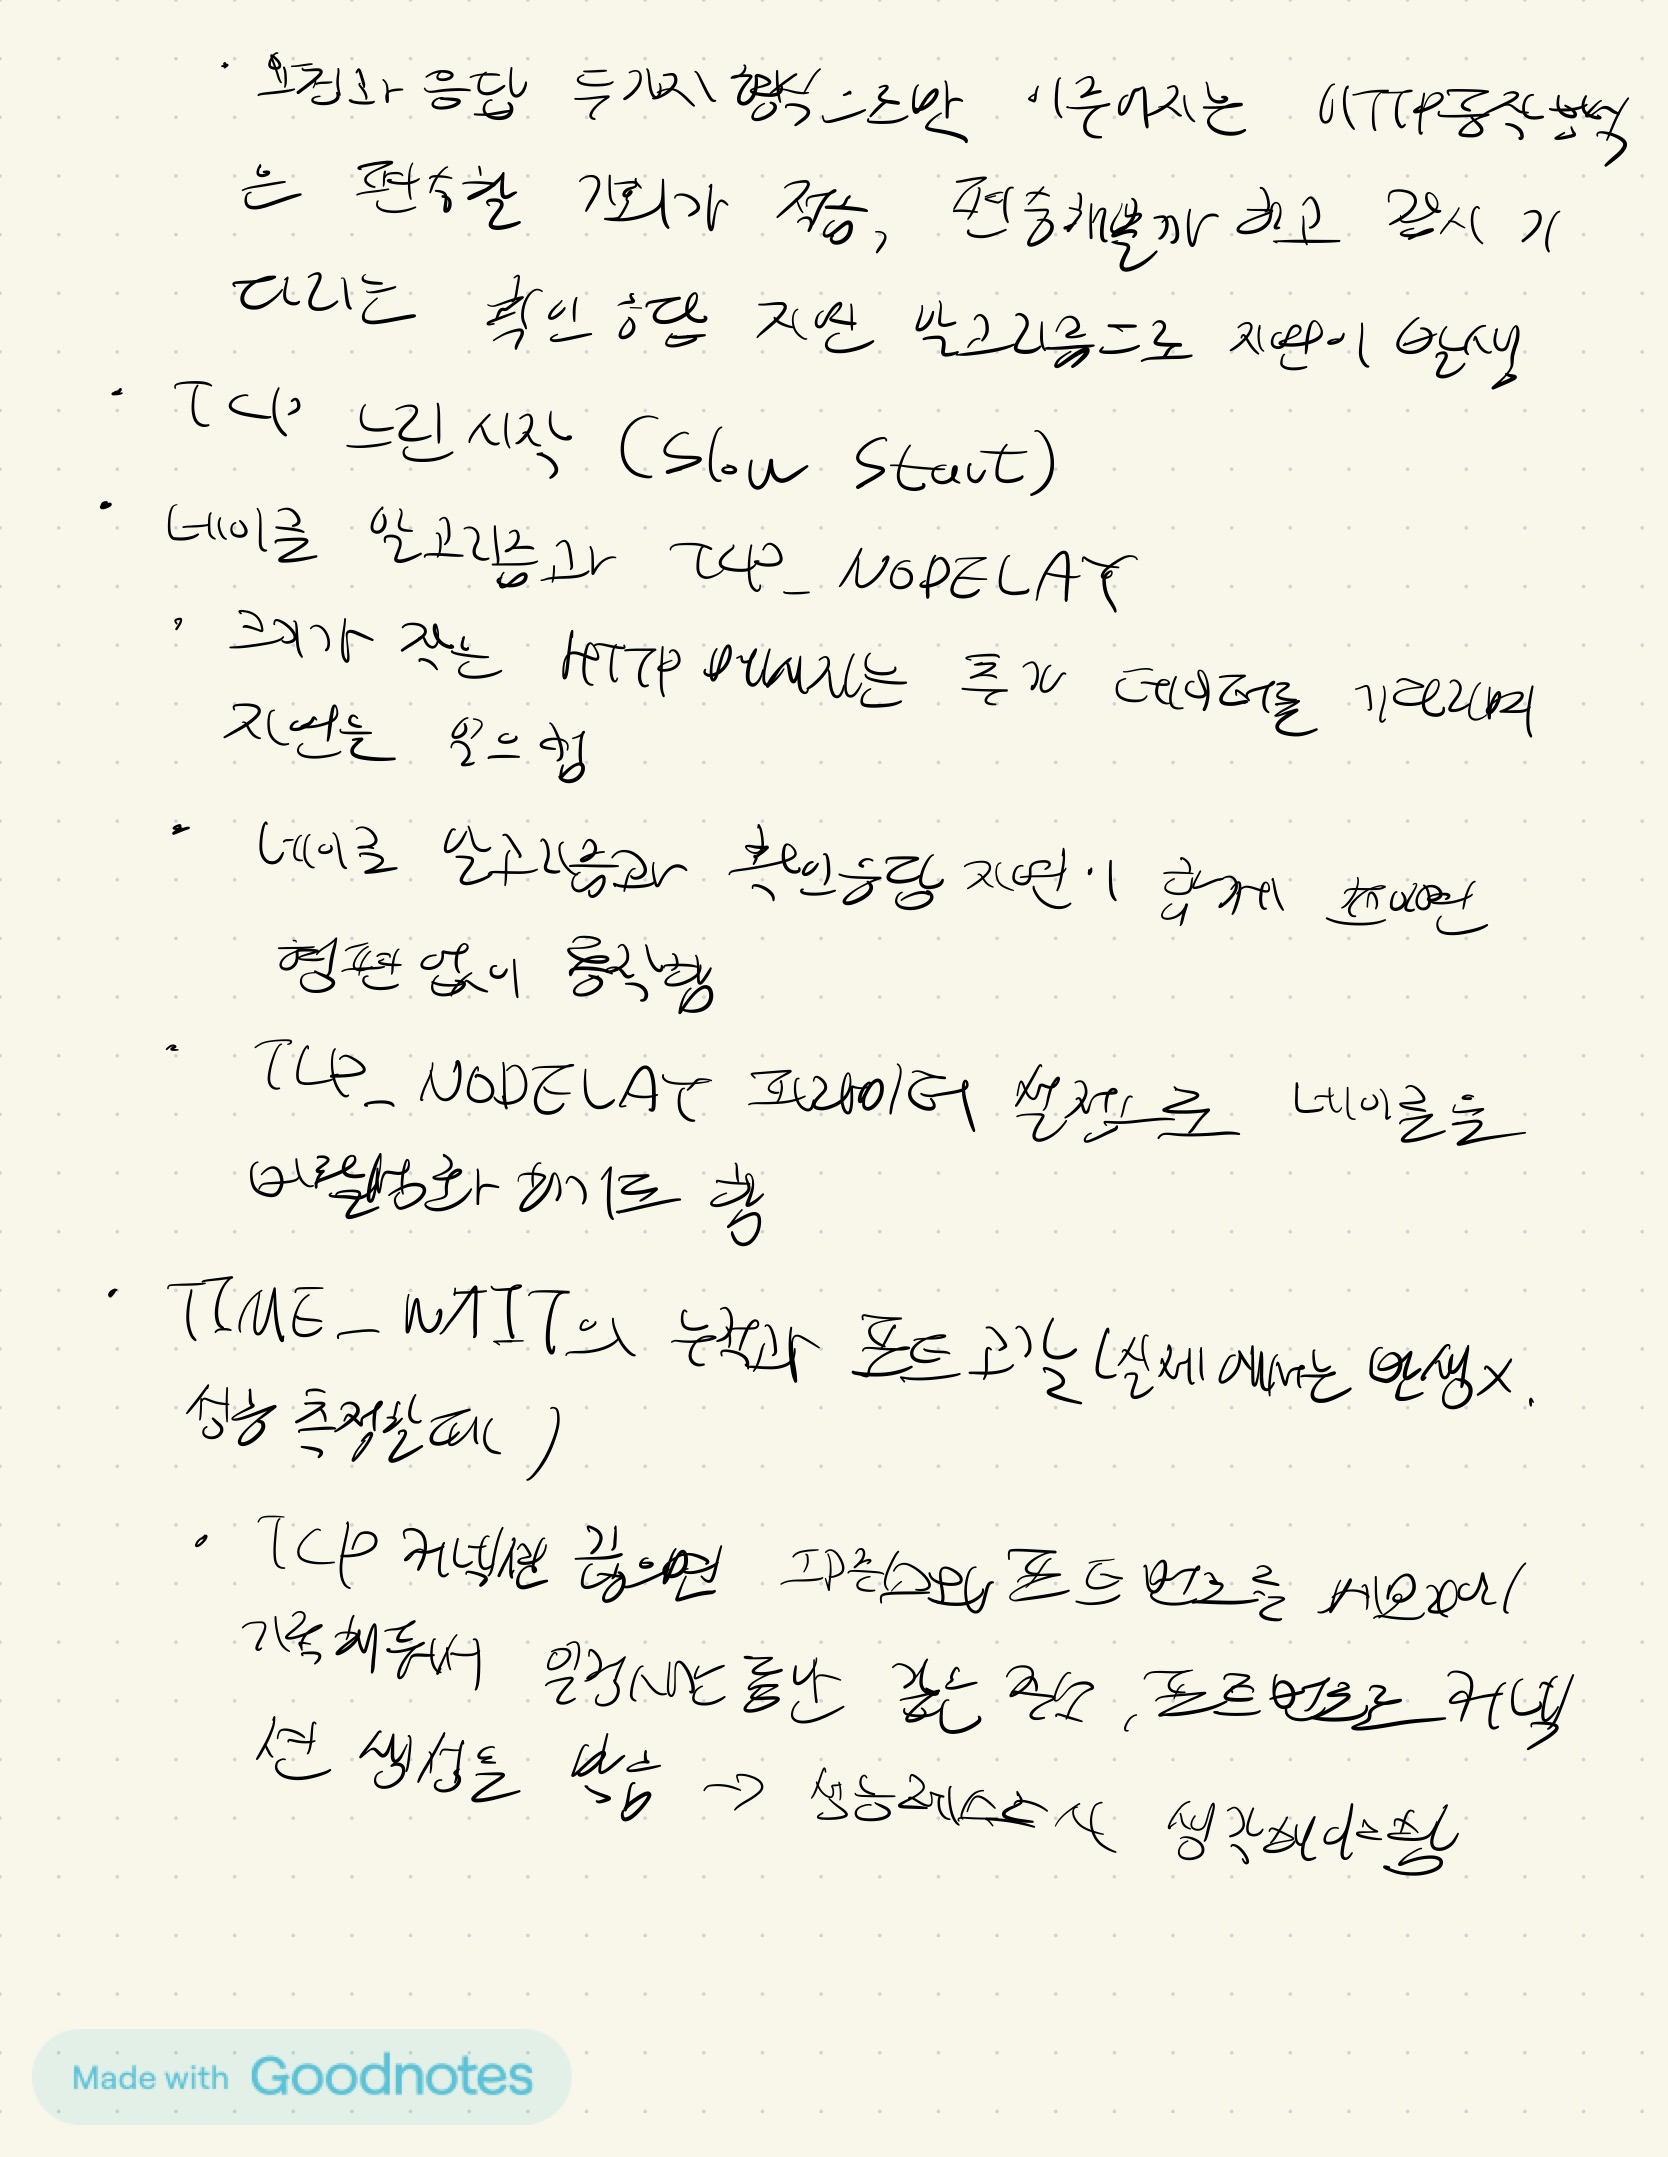 · 요청과 응답 두가지 형식으로만 이루어지는 HTTP동작방식
은 편승할 기회가 적음, 편승해볼까 하고 잠시 기
다리는 확인 응답 지연 알고리즘으로 지연이 발생
· TCP 느린 시작 (Slow Start)
· 네이글 알고리즘과 TCP_NODELAY
· 크기가 작은 HTTP 메세지는 추가 데이터를 기다리며
지연을 일으킴
· 네이글 알고리즘과 확인응답 지연이 함께 쓰이면
형편 없이 동작함
· TCP_NODELAY 파라미터 설정으로 네이글을
비활성화 하기도 함
· TIME_WAIT의 누적과 포트 고갈 (실제에서는 발생x.
성능 측정할때)
· TCP 커넥션 끊으면 IP주소와 포트 번호를 메모리에
기록해두어서 일정시간 동안 같은 주소, 포트번호로 커넥
션 생성을 막음 → 성능테스트시 생각해야